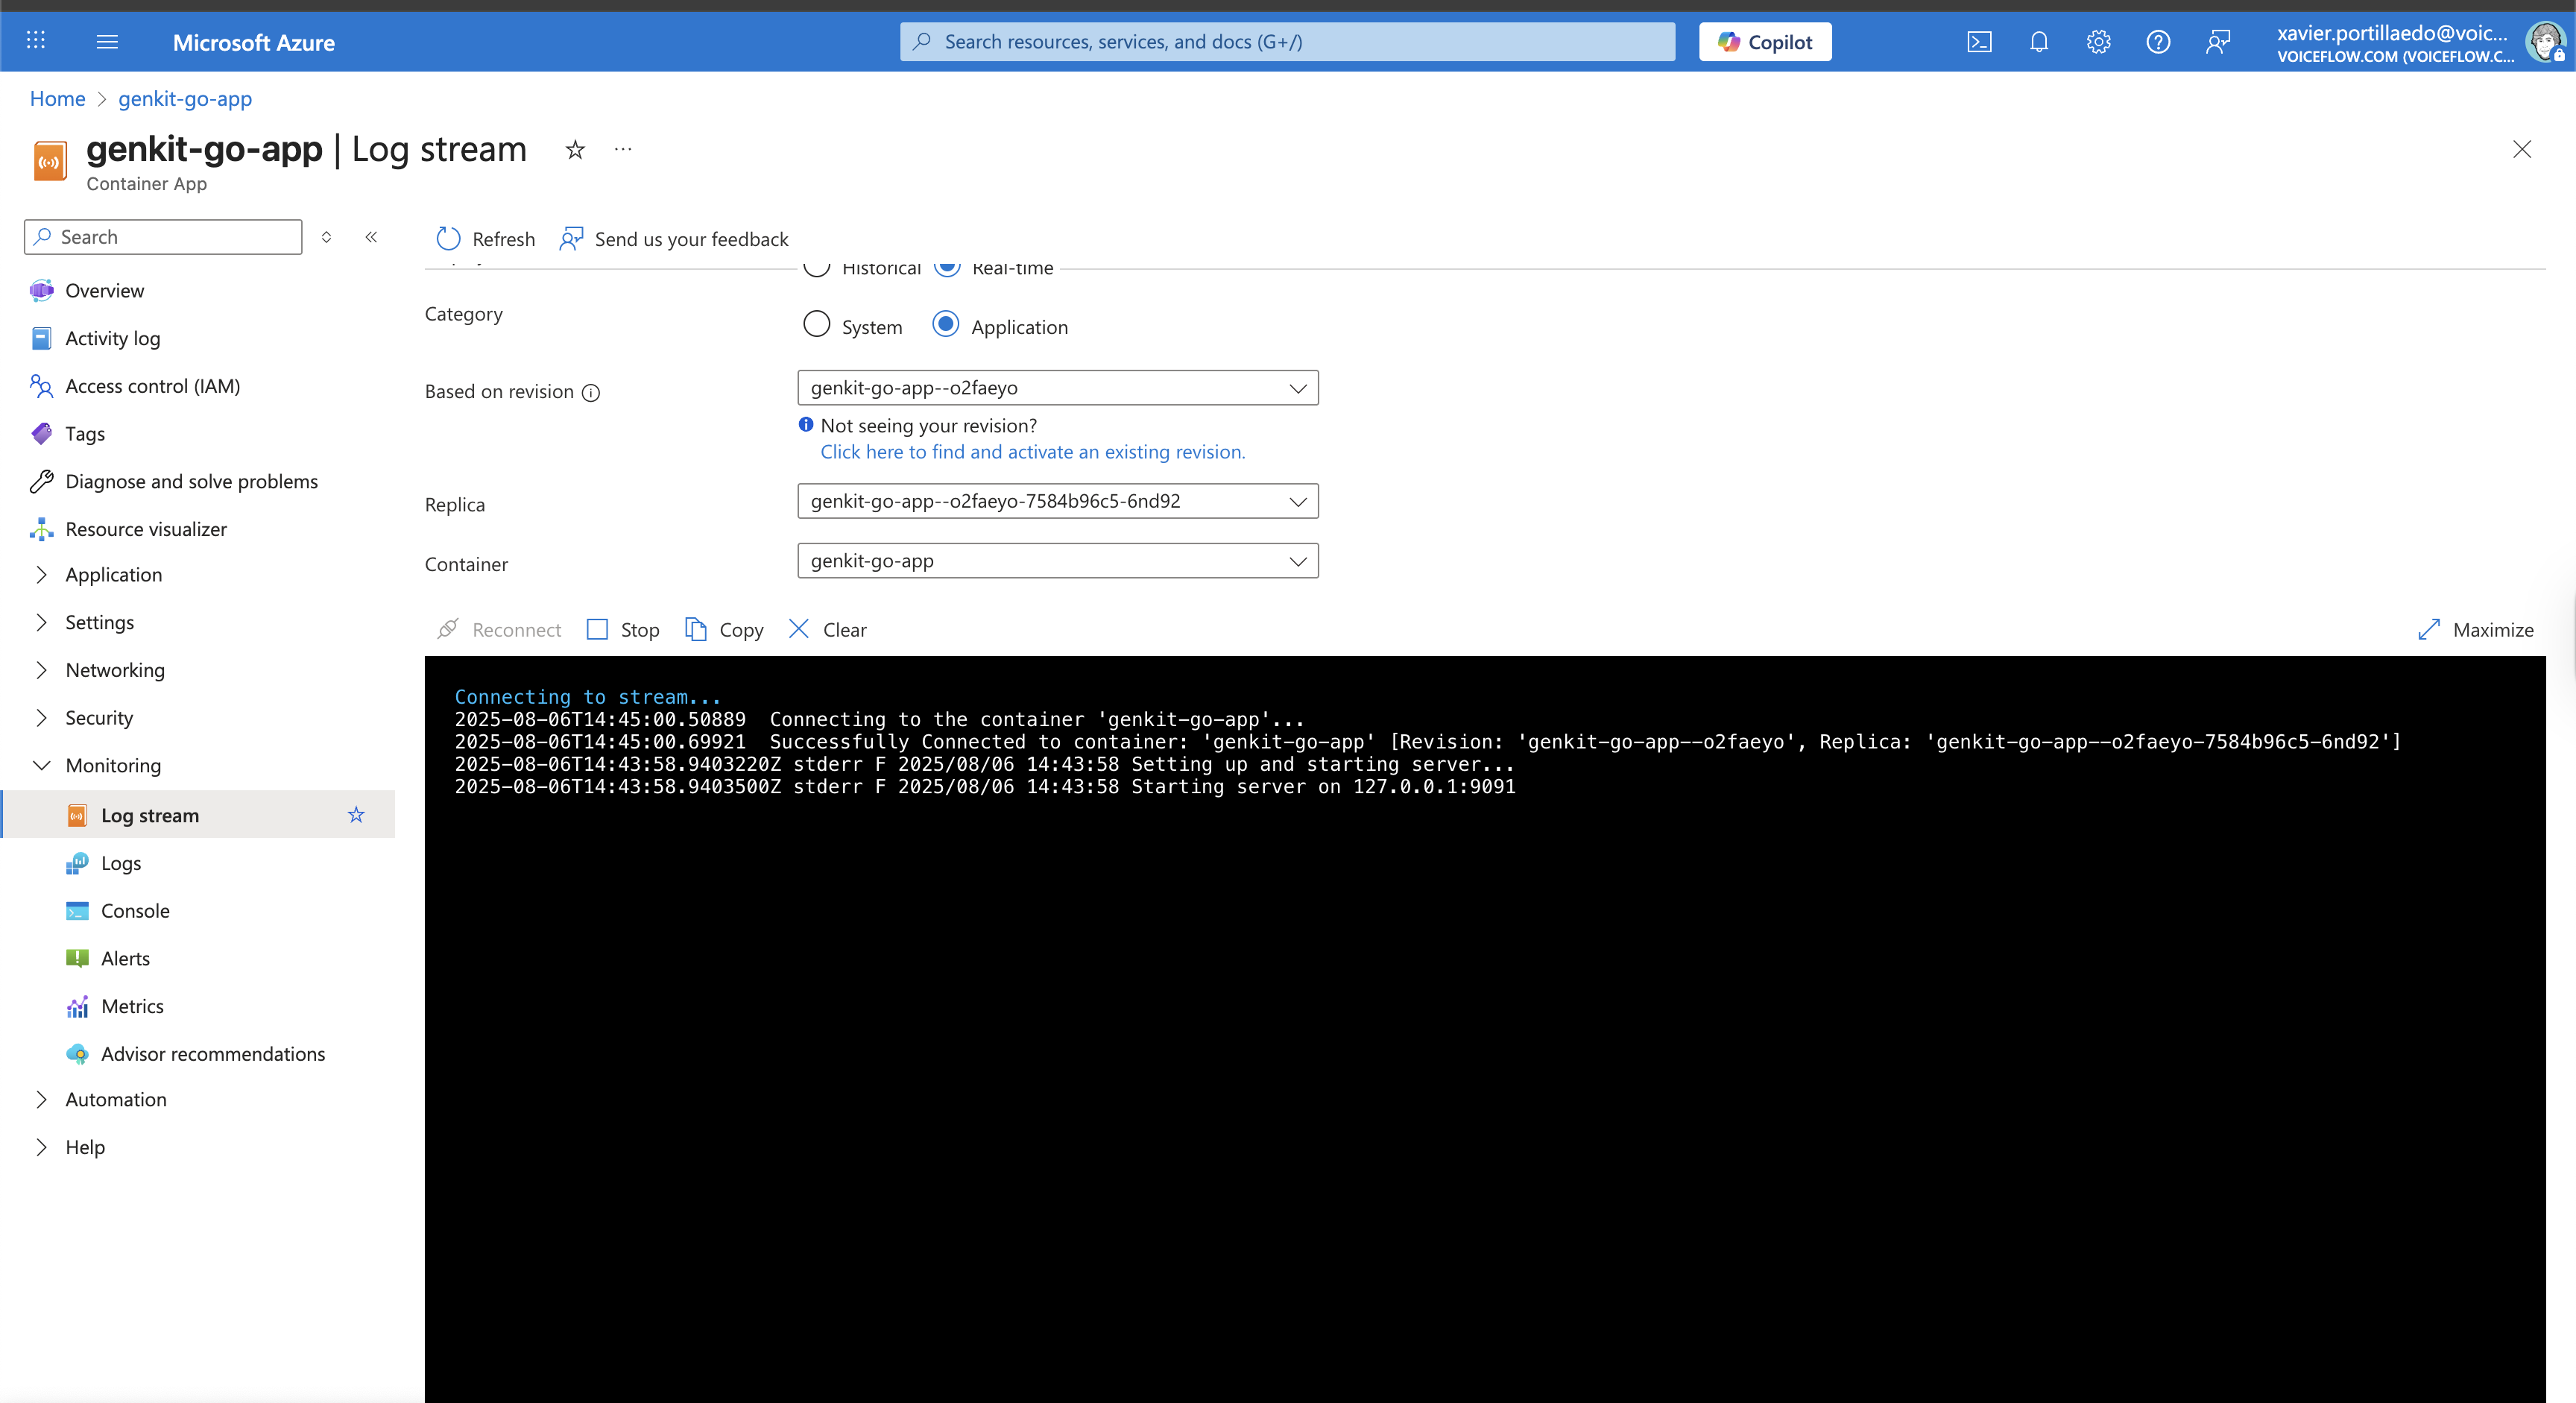 Microsoft Azure
Search resources, services, and docs (G+/)
Copilot
xavier.portillaedo@voic...
VOICEFLOW.COM (VOICEFLOW.C...
Home > genkit-go-app
genkit-go-app | Log stream
Container App
Search
Refresh
Send us your feedback
Historical
Real-time
Overview
Activity log
Access control (IAM)
Tags
Diagnose and solve problems
Resource visualizer
Application
Settings
Networking
Security
Monitoring
Log stream
Logs
Console
Alerts
Metrics
Advisor recommendations
Automation
Help
Category
System
Application
Based on revision
genkit-go-app--o2faeyo
Not seeing your revision?
Click here to find and activate an existing revision.
Replica
genkit-go-app--o2faeyo-7584b96c5-6nd92
Container
genkit-go-app
Reconnect
Stop
Copy
Clear
Maximize
Connecting to stream...
2025-08-06T14:45:00.50889  Connecting to the container 'genkit-go-app'...
2025-08-06T14:45:00.69921  Successfully Connected to container: 'genkit-go-app' [Revision: 'genkit-go-app--o2faeyo', Replica: 'genkit-go-app--o2faeyo-7584b96c5-6nd92']
2025-08-06T14:43:58.9403220Z stderr F 2025/08/06 14:43:58 Setting up and starting server...
2025-08-06T14:43:58.9403500Z stderr F 2025/08/06 14:43:58 Starting server on 127.0.0.1:9091